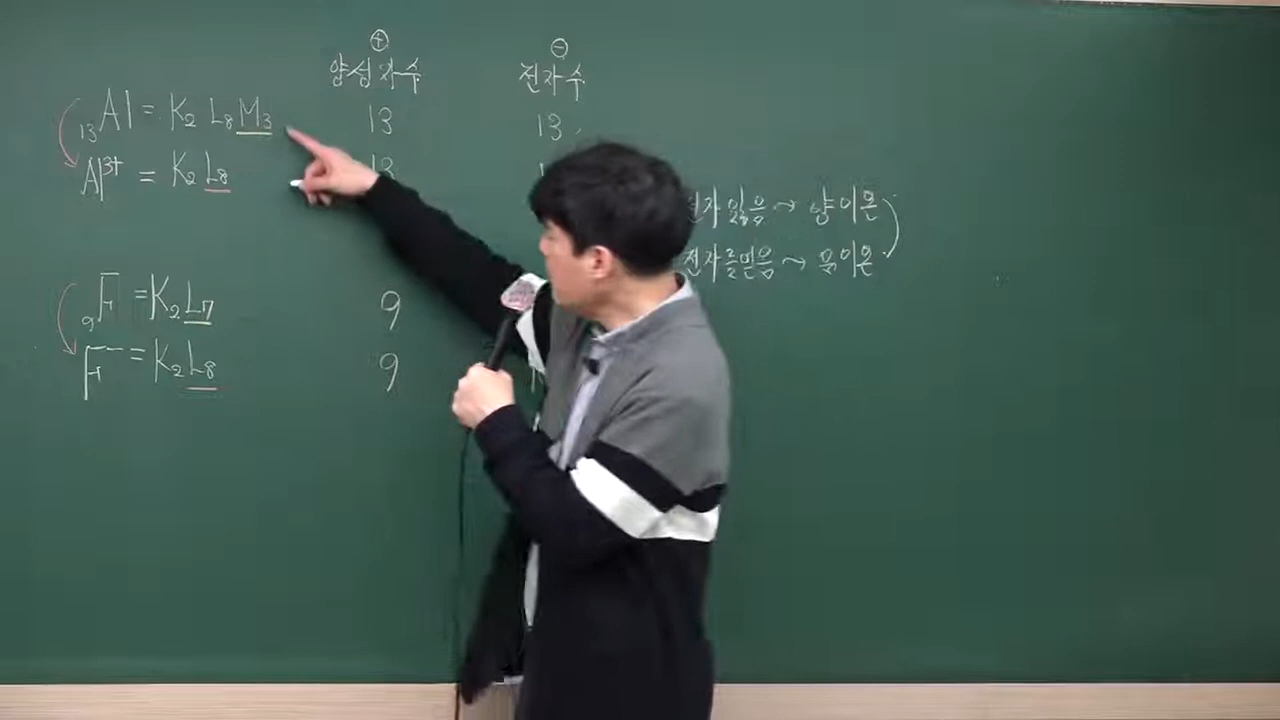 ⊕ ⊖
양성자수 전자수
₁₃Al = K₂ L₈ M₃ 13 13
Al³⁺ = K₂ L₈ 13
전자 잃음 → 양이온
전자를 얻음 → 음이온
₉F = K₂ L₇ 9
F⁻ = K₂ L₈ 9